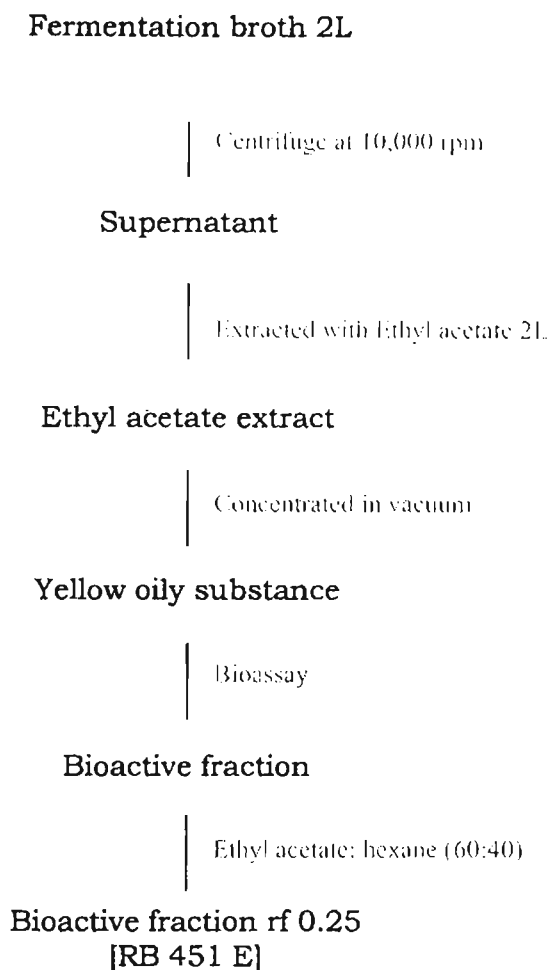 Fermentation broth 2L
Centrifuge at 10,000 rpm
Supernatant
Extracted with Ethyl acetate 2L
Ethyl acetate extract
Concentrated in vacuum
Yellow oily substance
Bioassay
Bioactive fraction
Ethyl acetate: hexane (60:40)
Bioactive fraction rf 0.25
[RB 451 E]